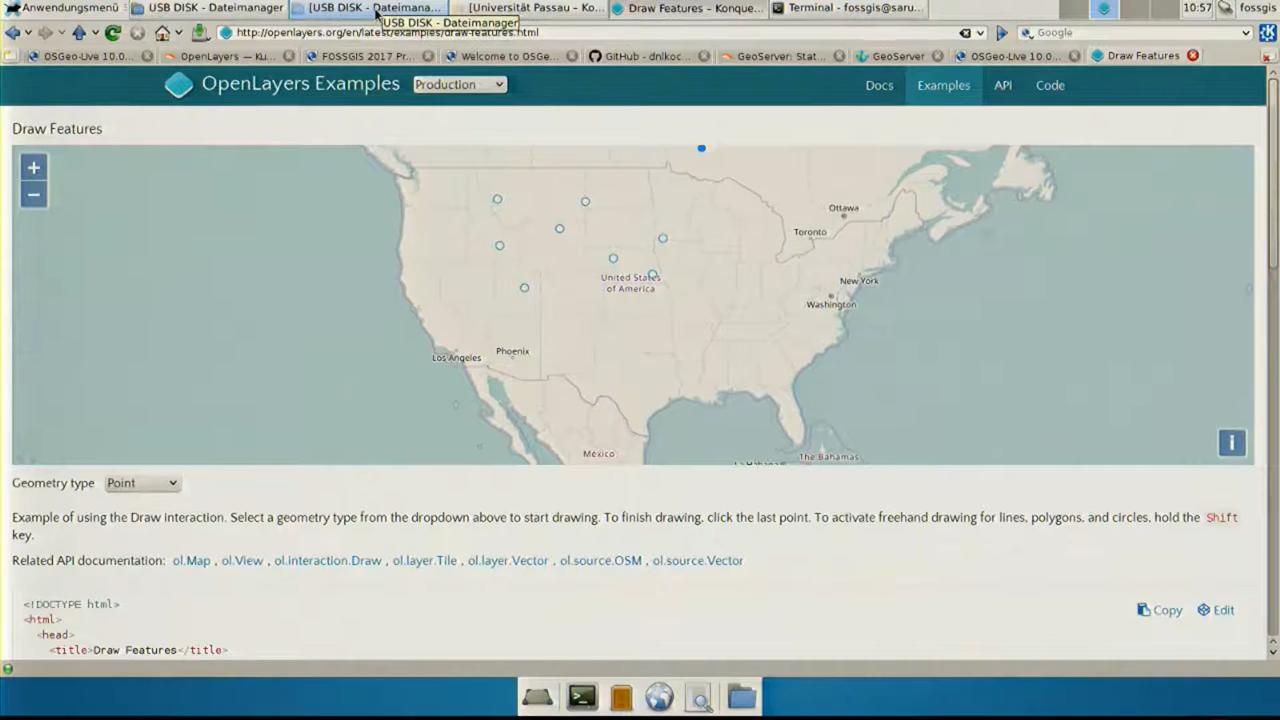 Anwendungsmenü
USB DISK - Dateimanager
[USB DISK - Dateimana...
[Universität Passau - Ko...
Draw Features - Konque...
Terminal - fossgis@saru...
10:57
fossgis
USB DISK - Dateimanager
http://openlayers.org/en/latest/examples/draw-features.html
Google
OSGeo-Live 10.0...
OpenLayers — Ku...
FOSSGIS 2017 Pr...
Welcome to OSGe...
GitHub - dnlkoc...
GeoServer: Stat...
GeoServer
OSGeo-Live 10.0...
Draw Features
OpenLayers Examples
Production
Docs
Examples
API
Code
Draw Features
+
−
Ottawa
Toronto
New York
United States
of America
Washington
Phoenix
Los Angeles
México
The Bahamas
i
Geometry type
Point
Example of using the Draw interaction. Select a geometry type from the dropdown above to start drawing. To finish drawing, click the last point. To activate freehand drawing for lines, polygons, and circles, hold the Shift
key.
Related API documentation: ol.Map , ol.View , ol.interaction.Draw , ol.layer.Tile , ol.layer.Vector , ol.source.OSM , ol.source.Vector
<!DOCTYPE html>
Copy
Edit
<html>
<head>
<title>Draw Features</title>